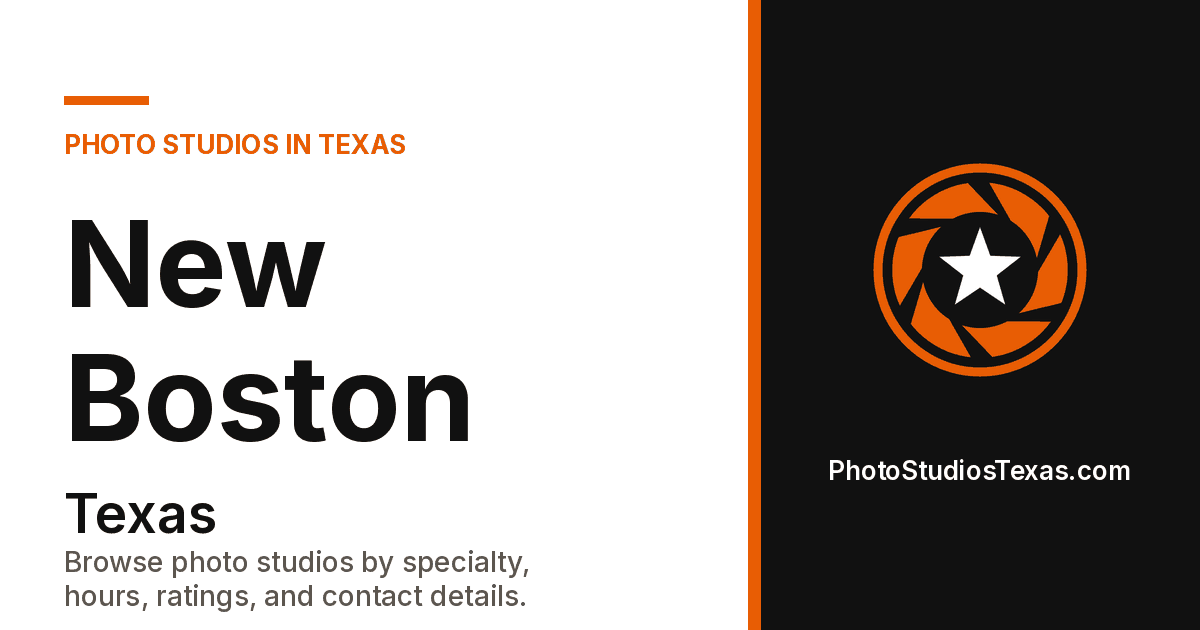 PHOTO STUDIOS IN TEXAS
New
Boston
Texas
Browse photo studios by specialty,
hours, ratings, and contact details.
PhotoStudiosTexas.com